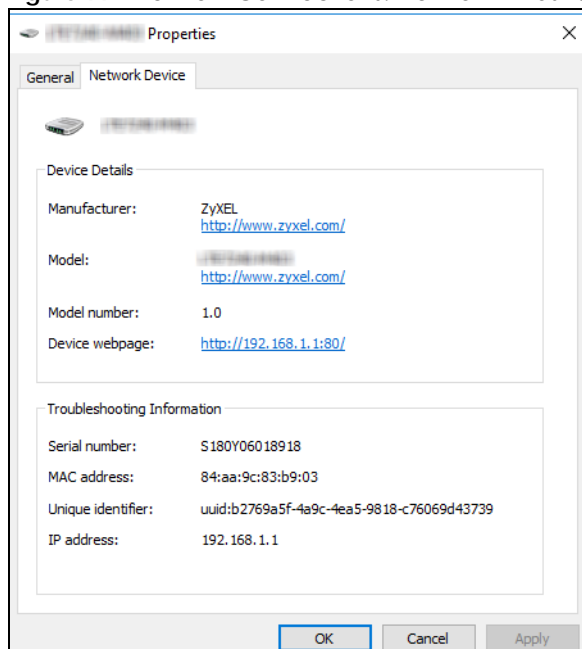 Properties
General Network Device
Device Details
Manufacturer: ZyXEL
http://www.zyxel.com/
Model:
http://www.zyxel.com/
Model number: 1.0
Device webpage: http://192.168.1.1:80/
Troubleshooting Information
Serial number: S180Y06018918
MAC address: 84:aa:9c:83:b9:03
Unique identifier: uuid:b2769a5f-4a9c-4ea5-9818-c76069d43739
IP address: 192.168.1.1
OK Cancel Apply